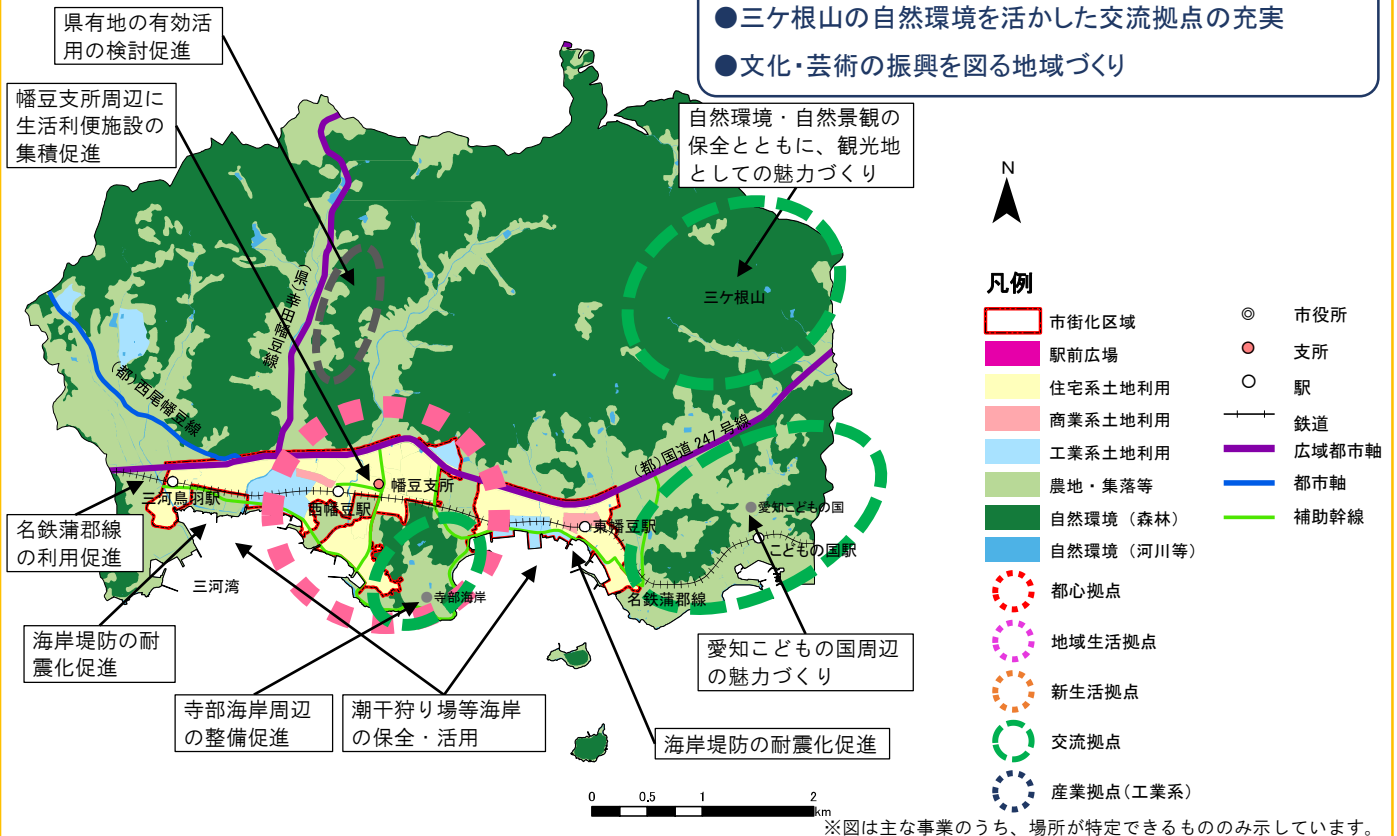 ●三ケ根山の自然環境を活かした交流拠点の充実
●文化・芸術の振興を図る地域づくり
県有地の有効活
用の検討促進
幡豆支所周辺に
生活利便施設の
集積促進
自然環境・自然景観の
保全とともに、観光地
としての魅力づくり
N
三ケ根山
(県)幸田幡豆線
(都)西尾幡豆線
(都)国道247号線
三河鳥羽駅
西幡豆駅
幡豆支所
東幡豆駅
愛知こどもの国
こどもの国駅
名鉄蒲郡線
寺部海岸
三河湾
名鉄蒲郡線
の利用促進
海岸堤防の耐
震化促進
寺部海岸周辺
の整備促進
潮干狩り場等海岸
の保全・活用
海岸堤防の耐震化促進
愛知こどもの国周辺
の魅力づくり
凡例
市街化区域
駅前広場
住宅系土地利用
商業系土地利用
工業系土地利用
農地・集落等
自然環境（森林）
自然環境（河川等）
都心拠点
地域生活拠点
新生活拠点
交流拠点
産業拠点(工業系)
市役所
支所
駅
鉄道
広域都市軸
都市軸
補助幹線
0 0.5 1 2
km
※図は主な事業のうち、場所が特定できるもののみ示しています。